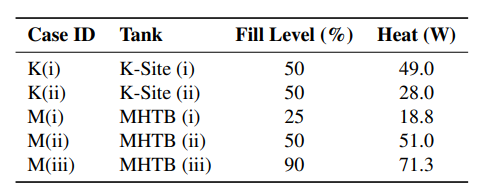 Case ID Tank Fill Level (%) Heat (W)
K(i) K-Site (i) 50 49.0
K(ii) K-Site (ii) 50 28.0
M(i) MHTB (i) 25 18.8
M(ii) MHTB (ii) 50 51.0
M(iii) MHTB (iii) 90 71.3